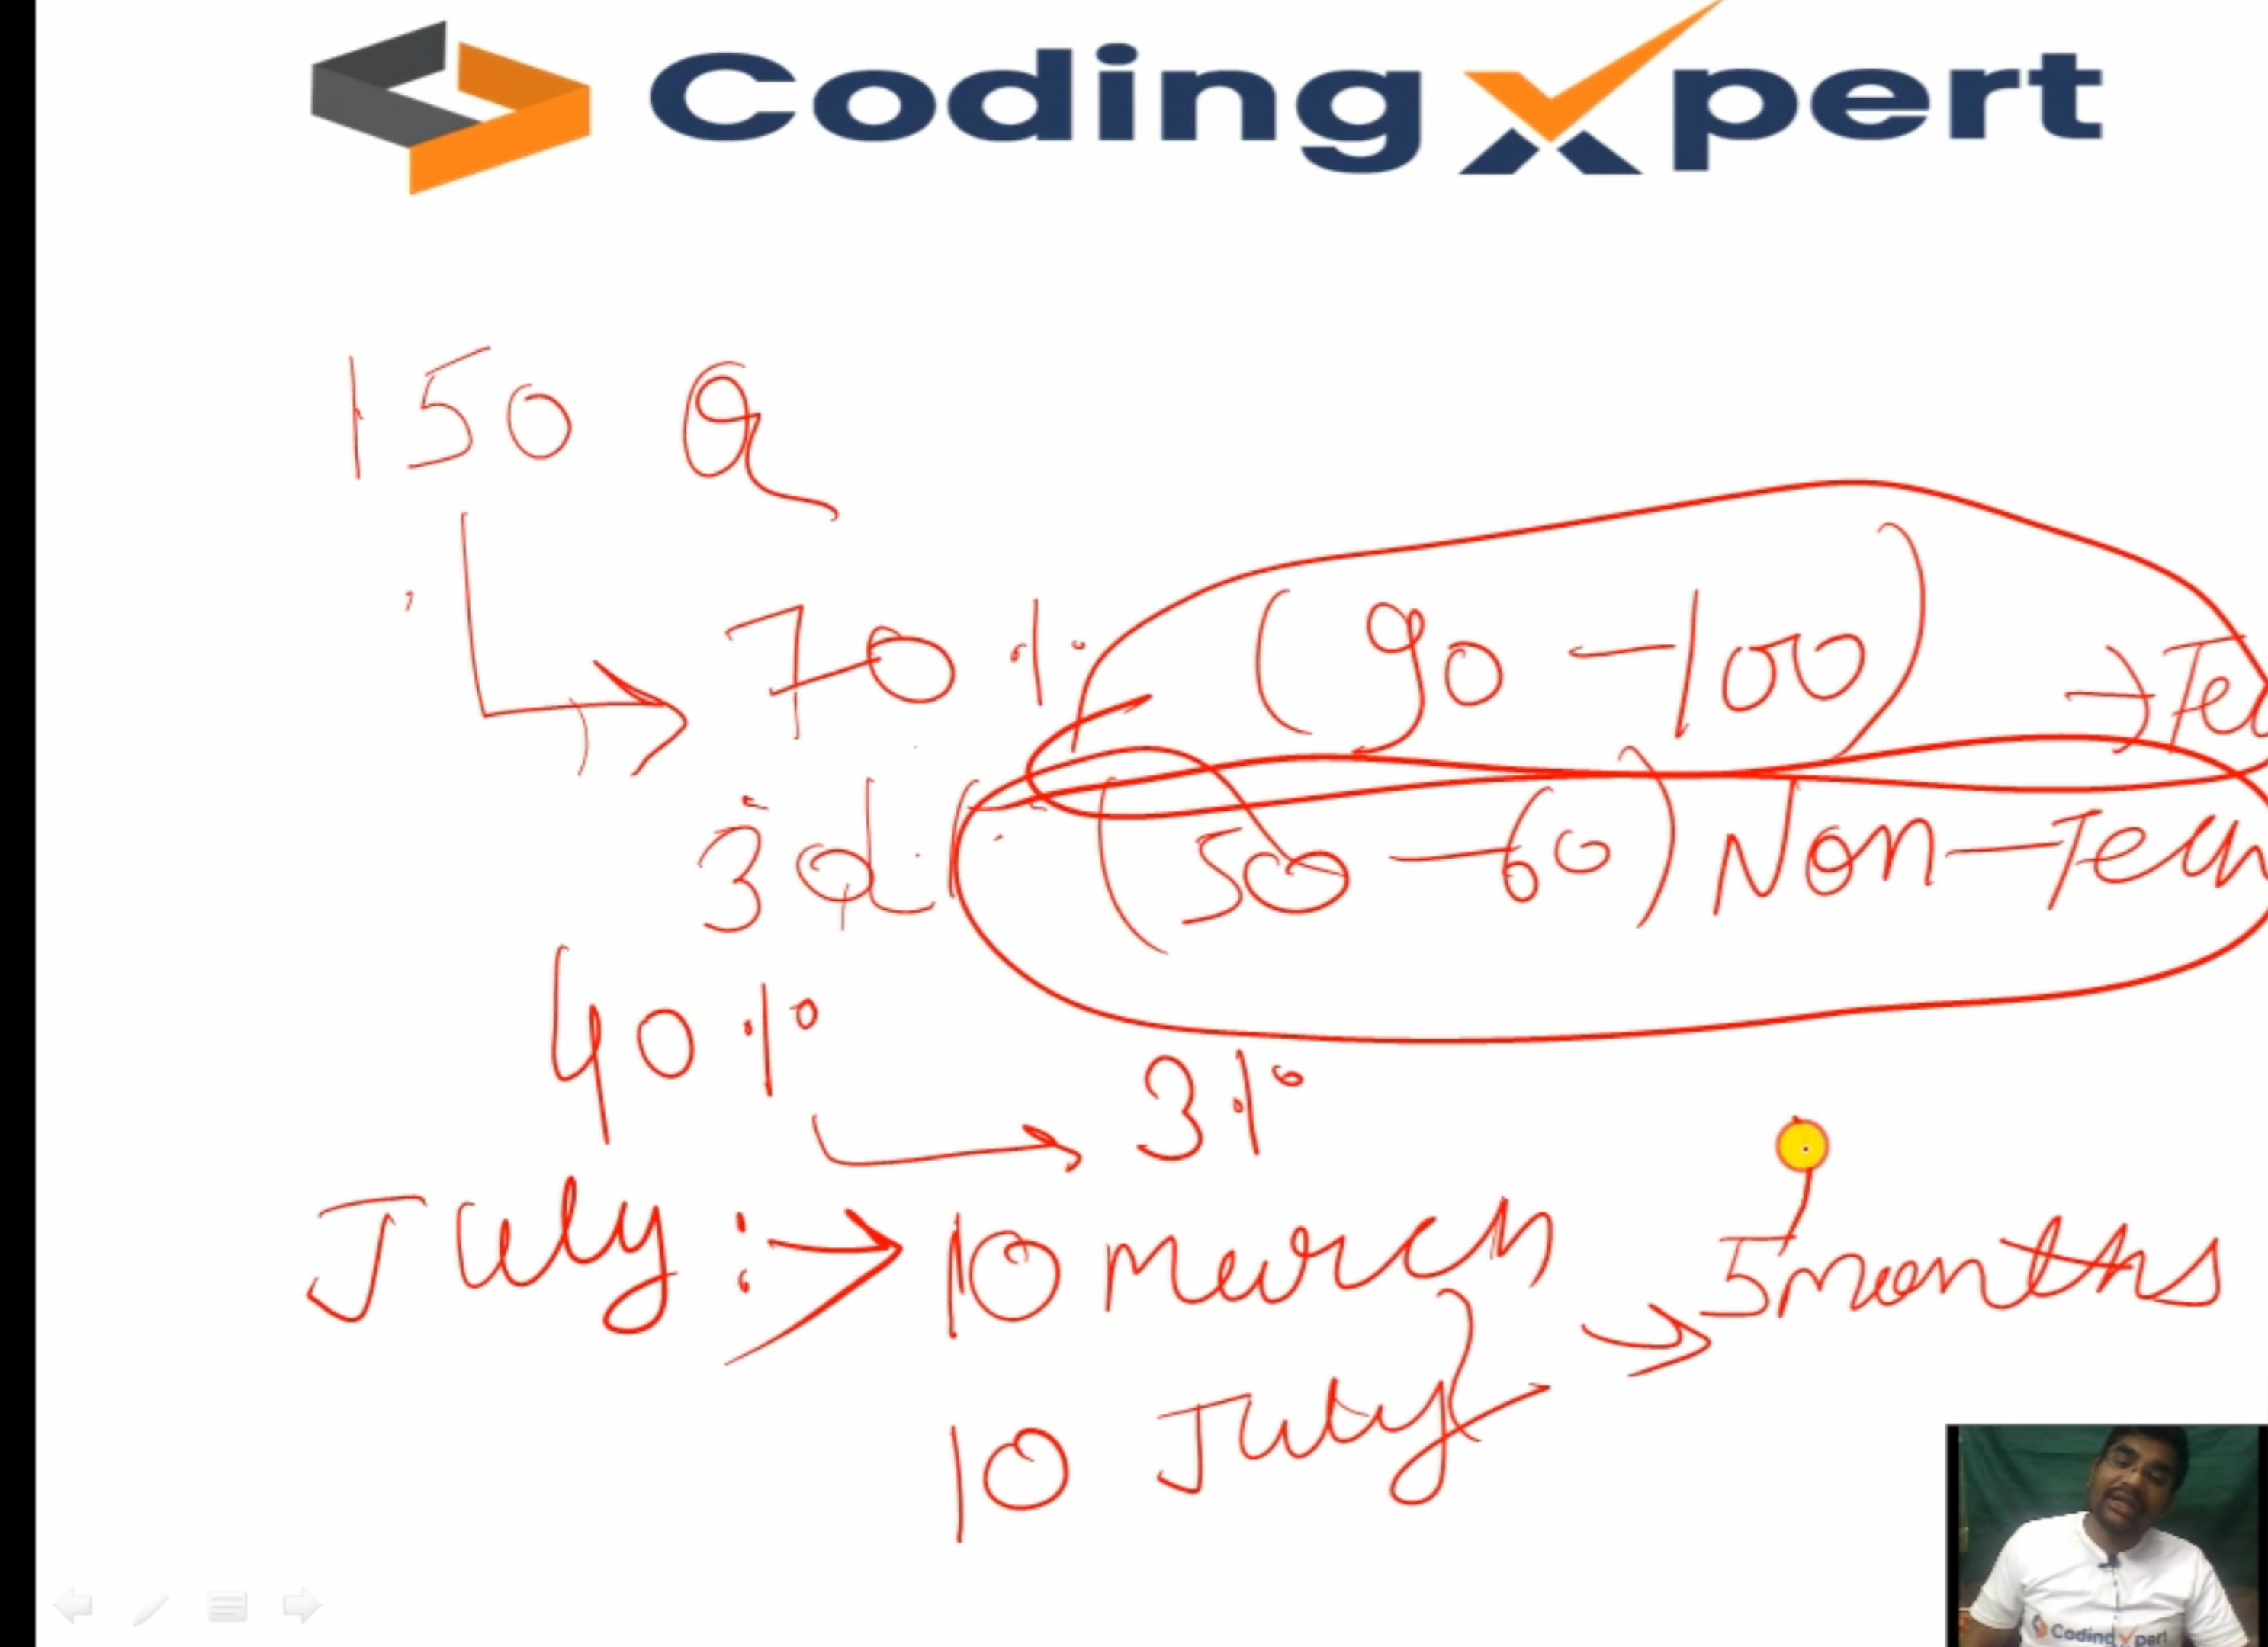 CodingXpert
150 Q
70% (90-100) → Te
30% (50-60) Non-Tech
40%
3%
July :→ 10 march
5 months
10 July
CodingXpert